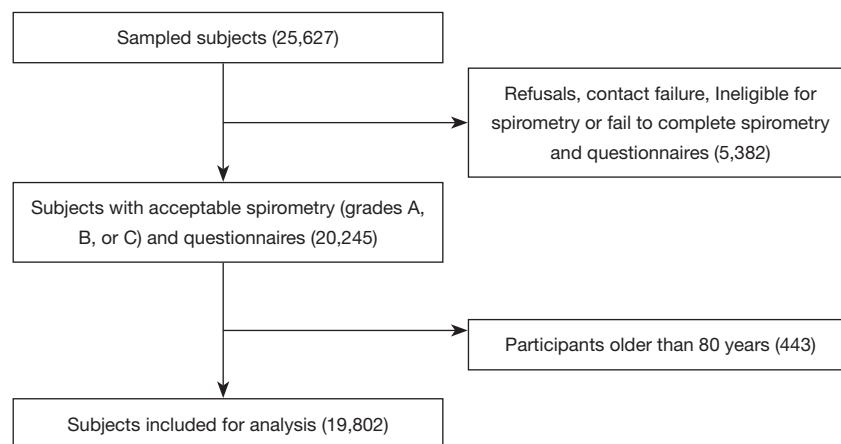 Sampled subjects (25,627)
Refusals, contact failure, Ineligible for
spirometry or fail to complete spirometry
and questionnaires (5,382)
Subjects with acceptable spirometry (grades A,
B, or C) and questionnaires (20,245)
Participants older than 80 years (443)
Subjects included for analysis (19,802)